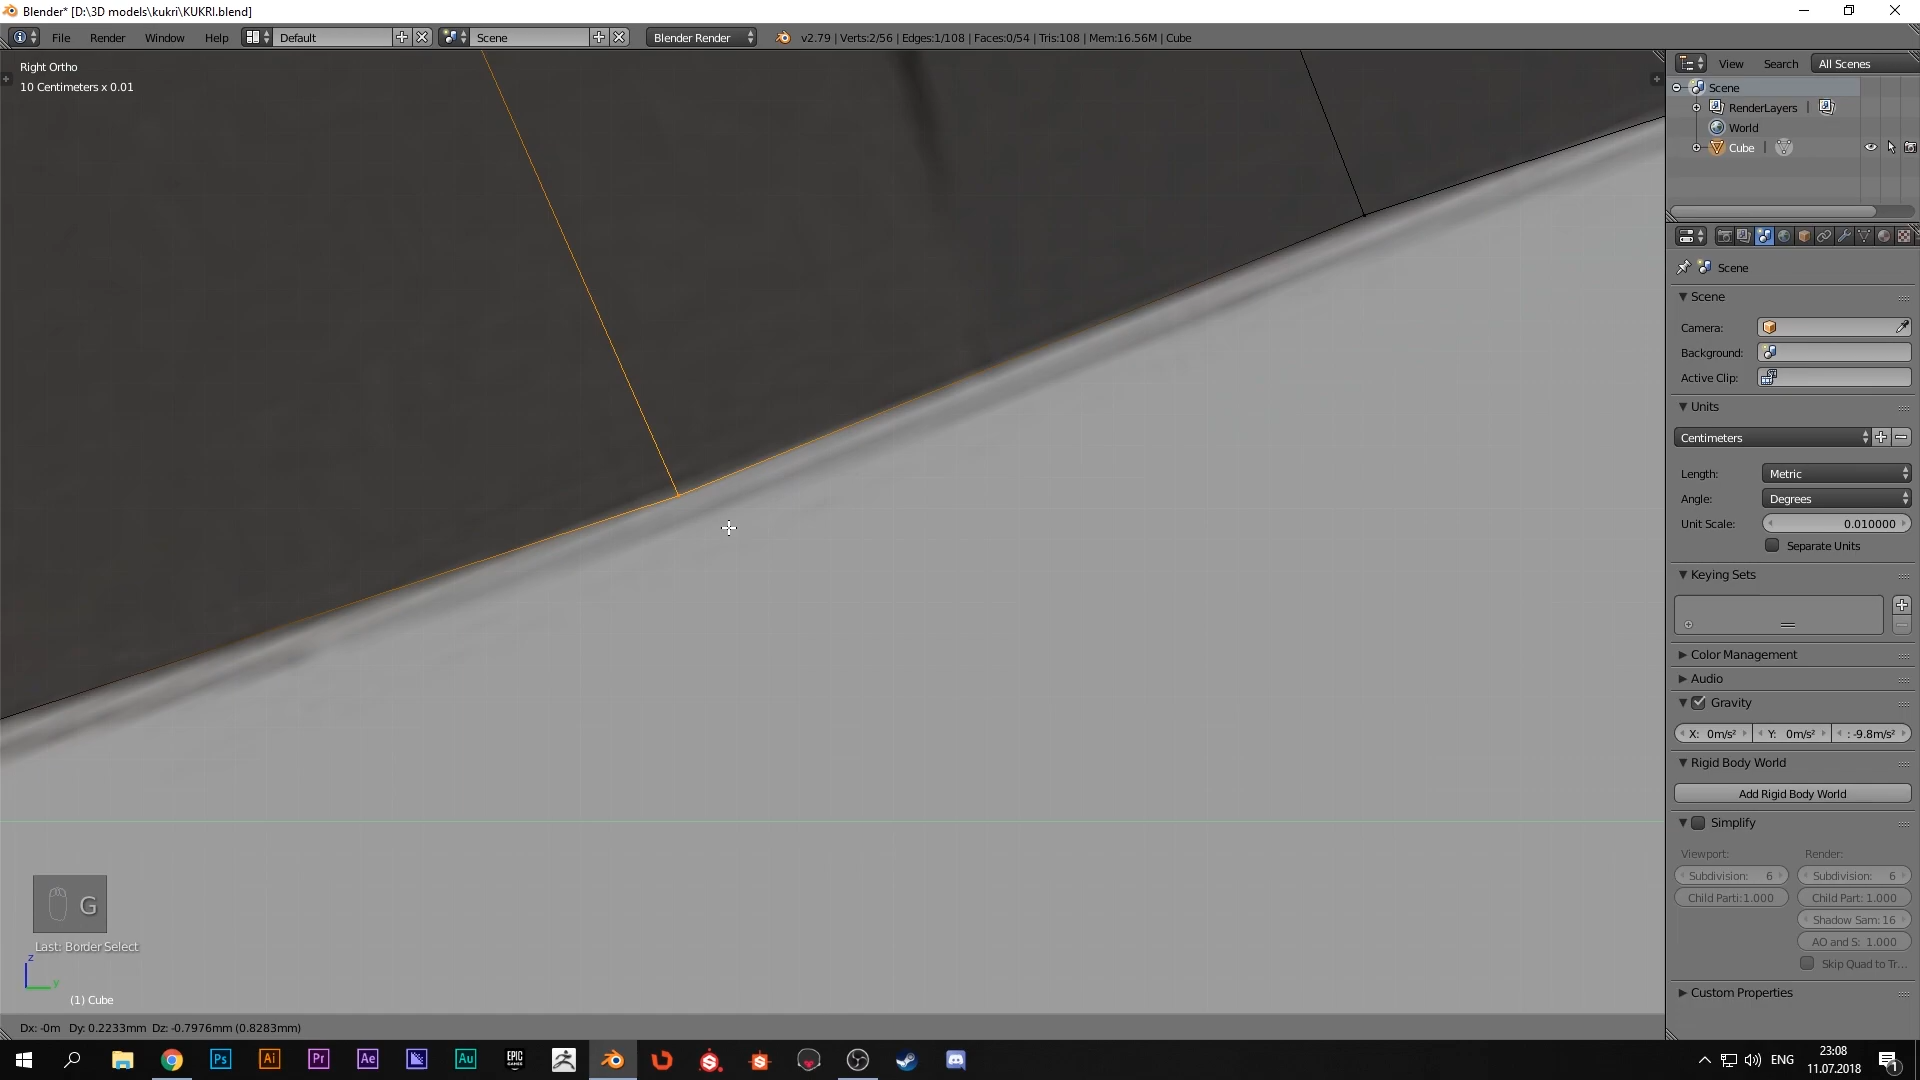 Blender* [D:\3D models\kukri\KUKRI.blend]
File Render Window Help Default Scene Blender Render v2.79 | Verts:2/56 | Edges:1/108 | Faces:0/54 | Tris:108 | Mem:16.56M | Cube
Right Ortho
10 Centimeters x 0.01
View Search All Scenes
Scene
RenderLayers |
World
Cube |
Scene
Scene
Camera:
Background:
Active Clip:
Units
Centimeters
Length: Metric
Angle: Degrees
Unit Scale: 0.010000
Separate Units
Keying Sets
Color Management
Audio
Gravity
X: 0m/s² Y: 0m/s² : -9.8m/s²
Rigid Body World
Add Rigid Body World
Simplify
Viewport: Render:
Subdivision: 6 Subdivision: 6
Child Parti:1.000 Child Part: 1.000
Shadow Sam: 16
AO and S: 1.000
Skip Quad to Tr...
Custom Properties
G
Last: Border Select
z
y
(1) Cube
Dx: -0m Dy: 0.2233mm Dz: -0.7976mm (0.8283mm)
Ps Ai Pr Ae Au EPIC GAMES
ENG
23:08
11.07.2018
1